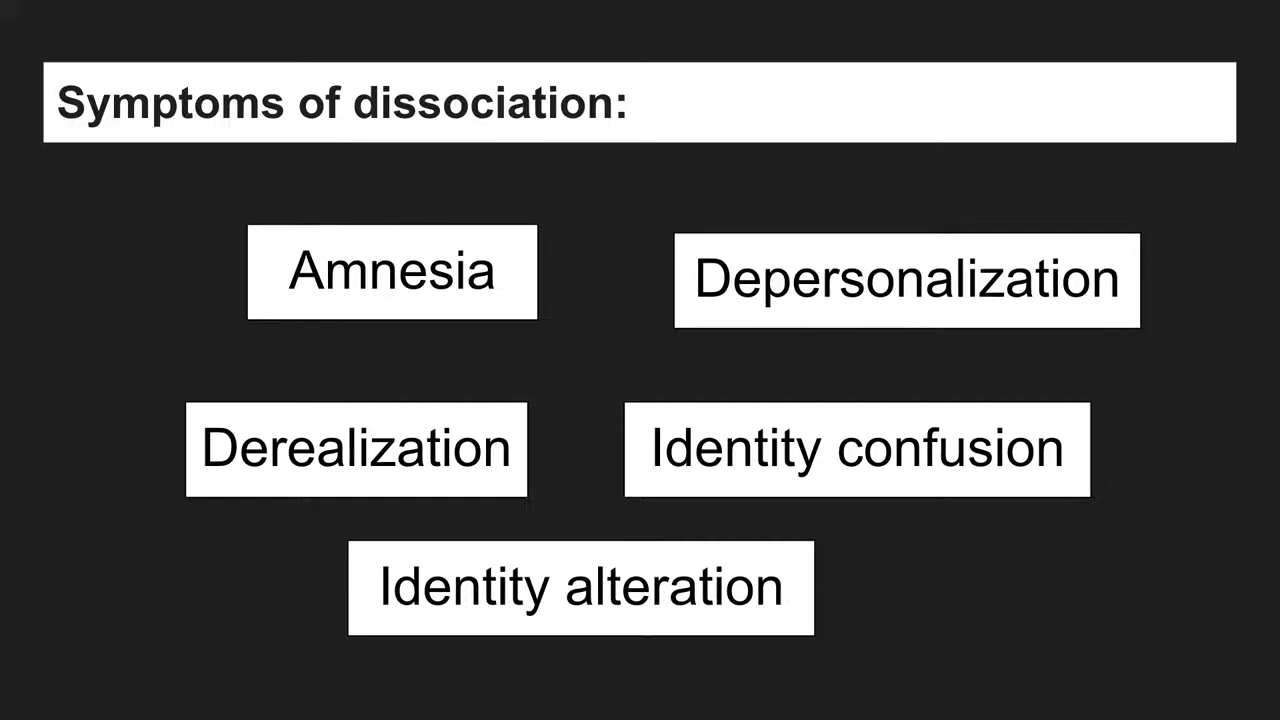 Symptoms of dissociation:
Amnesia
Depersonalization
Derealization
Identity confusion
Identity alteration